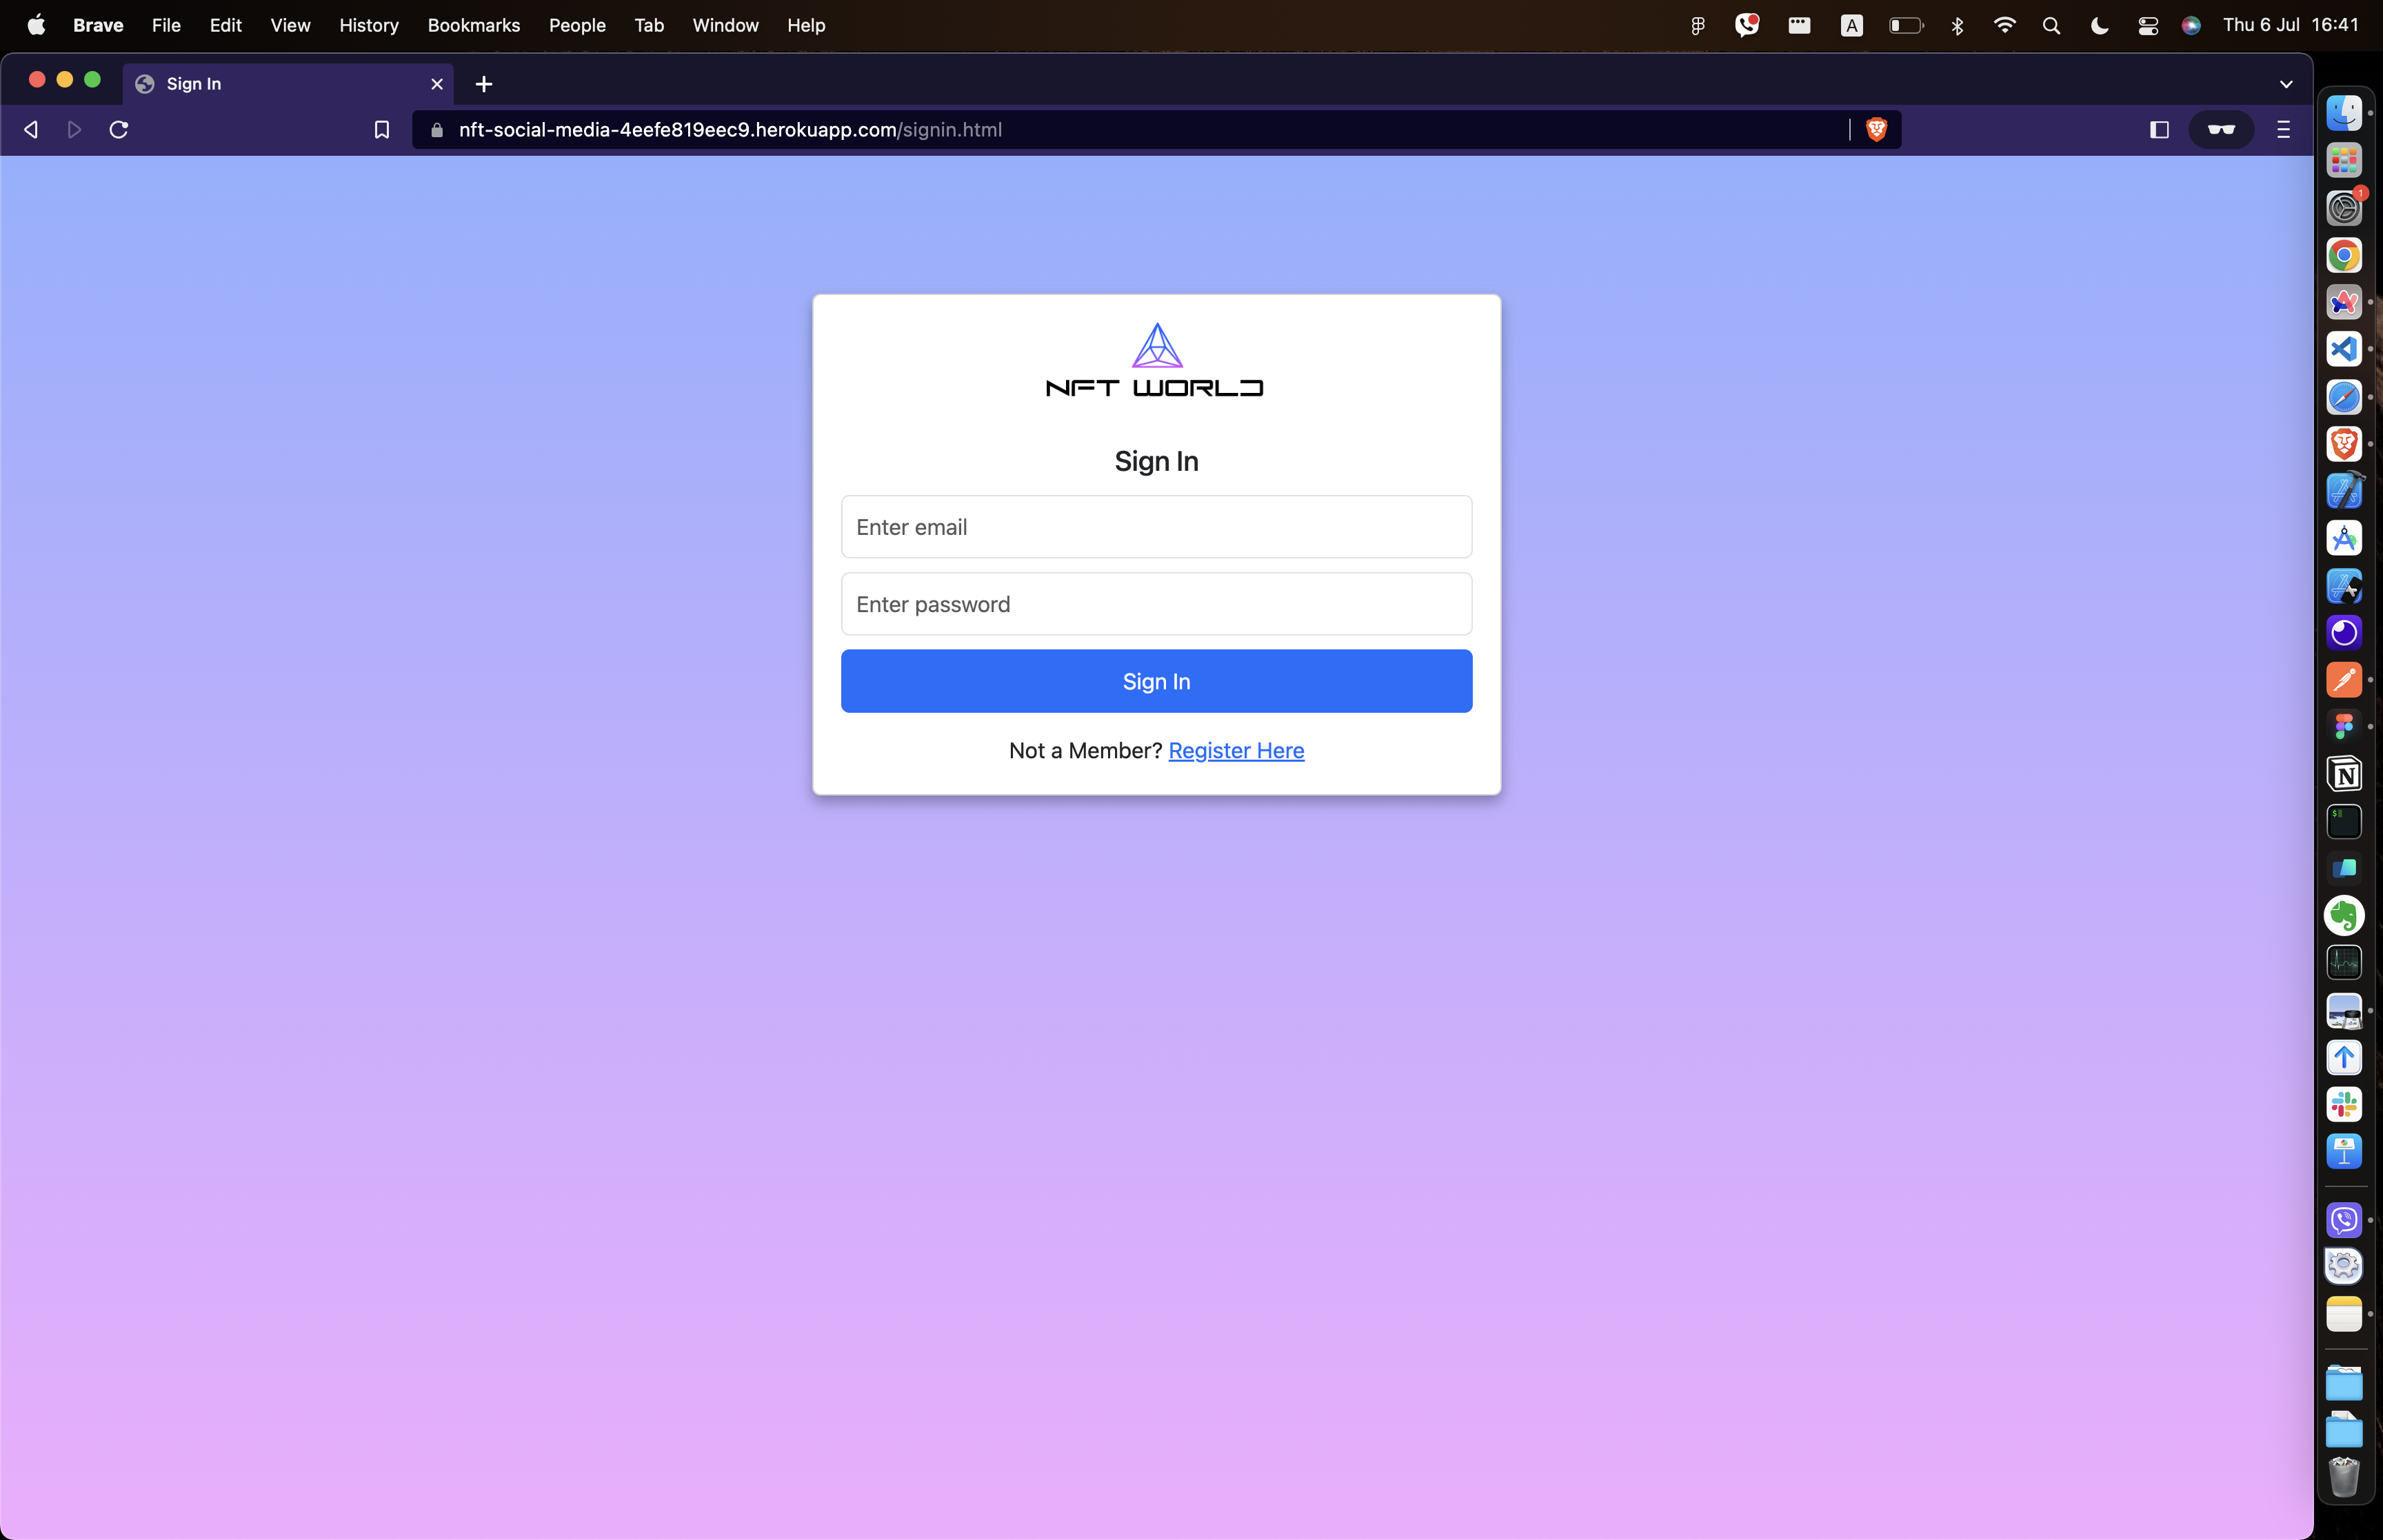 Brave File Edit View History Bookmarks People Tab Window Help A Thu 6 Jul 16:41
Sign In
nft-social-media-4eefe819eec9.herokuapp.com/signin.html
1
NFT WORLD
Sign In
Enter email
Enter password
Sign In
Not a Member? Register Here
N
$